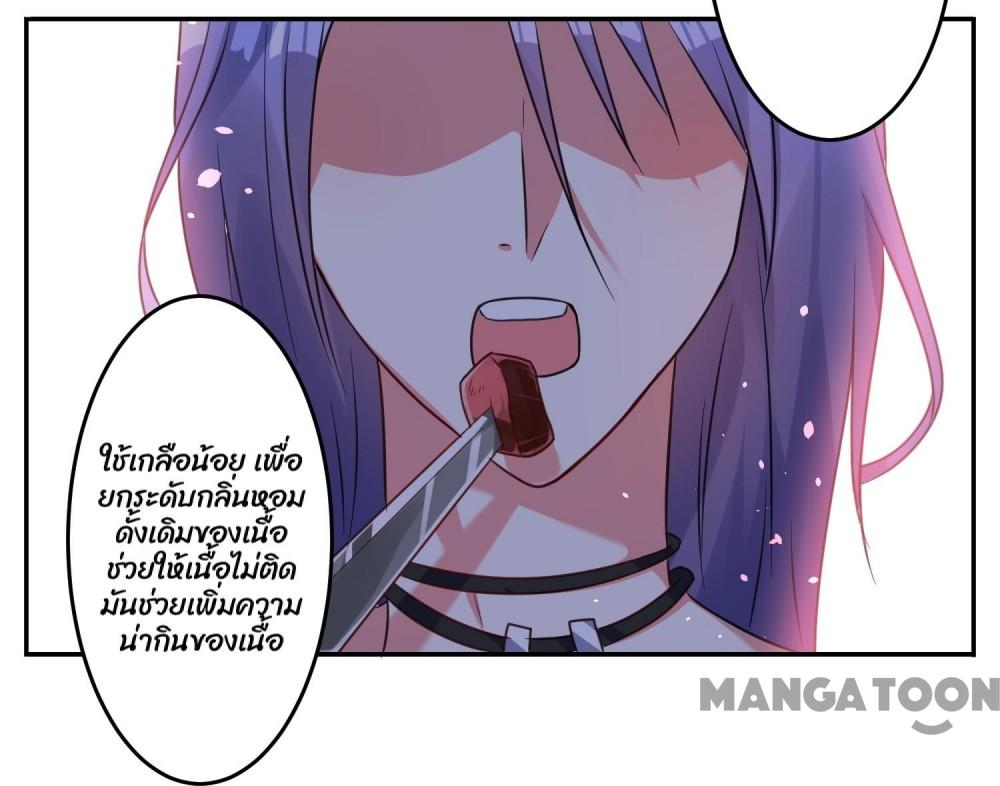 ใช้เกลือน้อย เพื่อ
ยกระดับกลิ่นหอม
ดั้งเดิมของเนื้อ
ช่วยให้เนื้อไม่ติด
มันช่วยเพิ่มความ
น่ากินของเนื้อ
MANGATOON